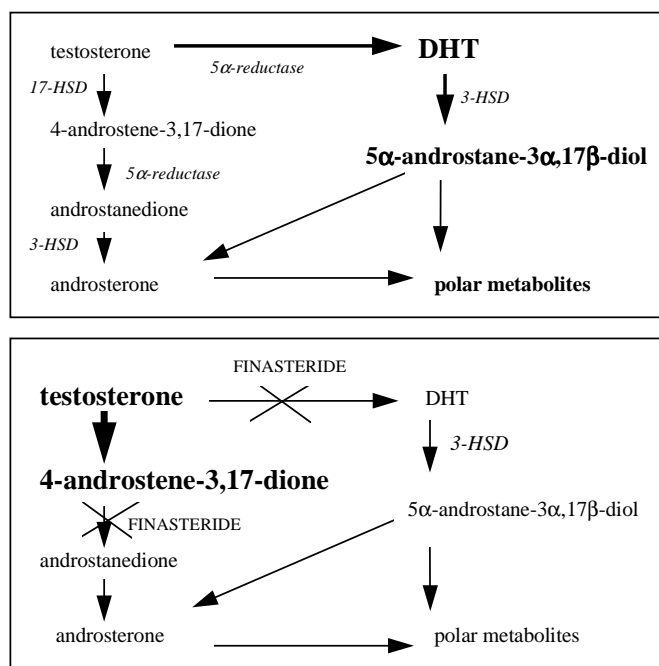 testosterone
5α-reductase
DHT
17-HSD
3-HSD
4-androstene-3,17-dione
5α-reductase
5α-androstane-3α,17β-diol
androstanedione
3-HSD
androsterone
polar metabolites
FINASTERIDE
testosterone
DHT
3-HSD
4-androstene-3,17-dione
FINASTERIDE
5α-androstane-3α,17β-diol
androstanedione
androsterone
polar metabolites